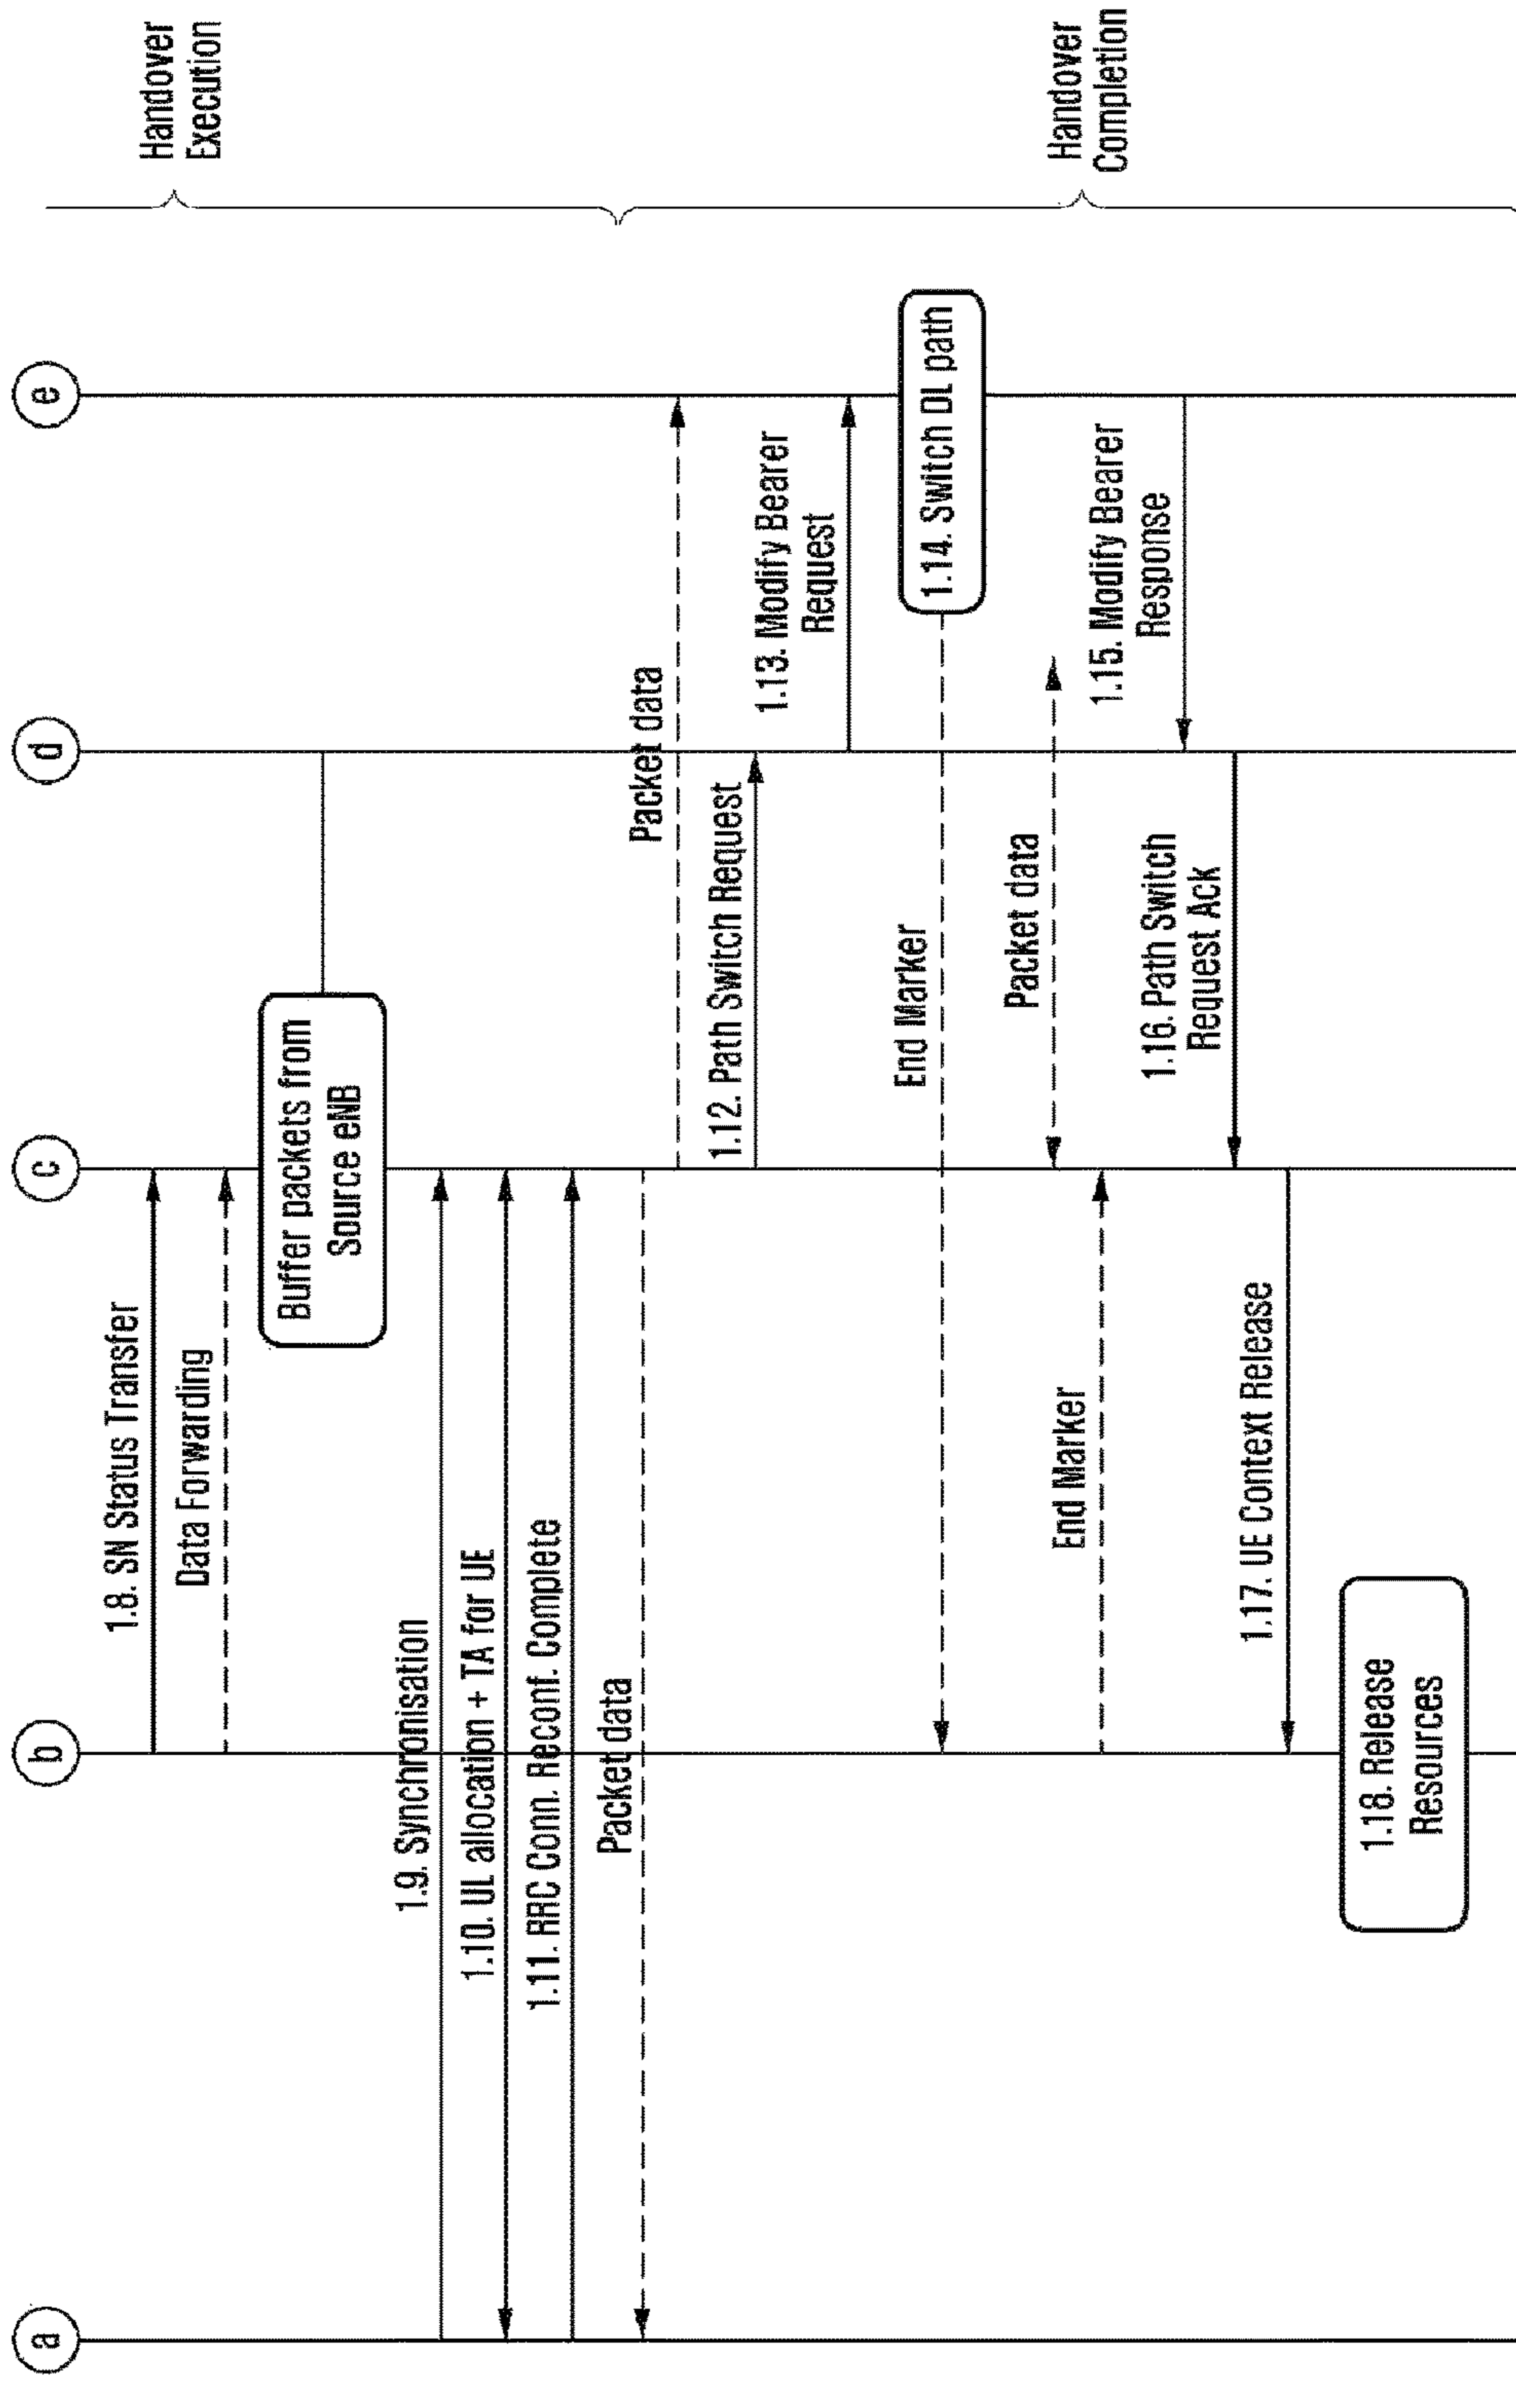 a
b
c
d
e
1.8. SN Status Transfer
Data Forwarding
Buffer packets from
Source eNB
1.9. Synchronisation
1.10. UL allocation + TA for UE
1.11. RRC Conn. Reconf. Complete
Packet data
Packet data
1.12. Path Switch Request
1.13. Modify Bearer
Request
End Marker
1.14. Switch DL path
Packet data
End Marker
1.15. Modify Bearer
Response
1.16. Path Switch
Request Ack
1.17. UE Context Release
1.18. Release
Resources
Handover
Execution
Handover
Completion